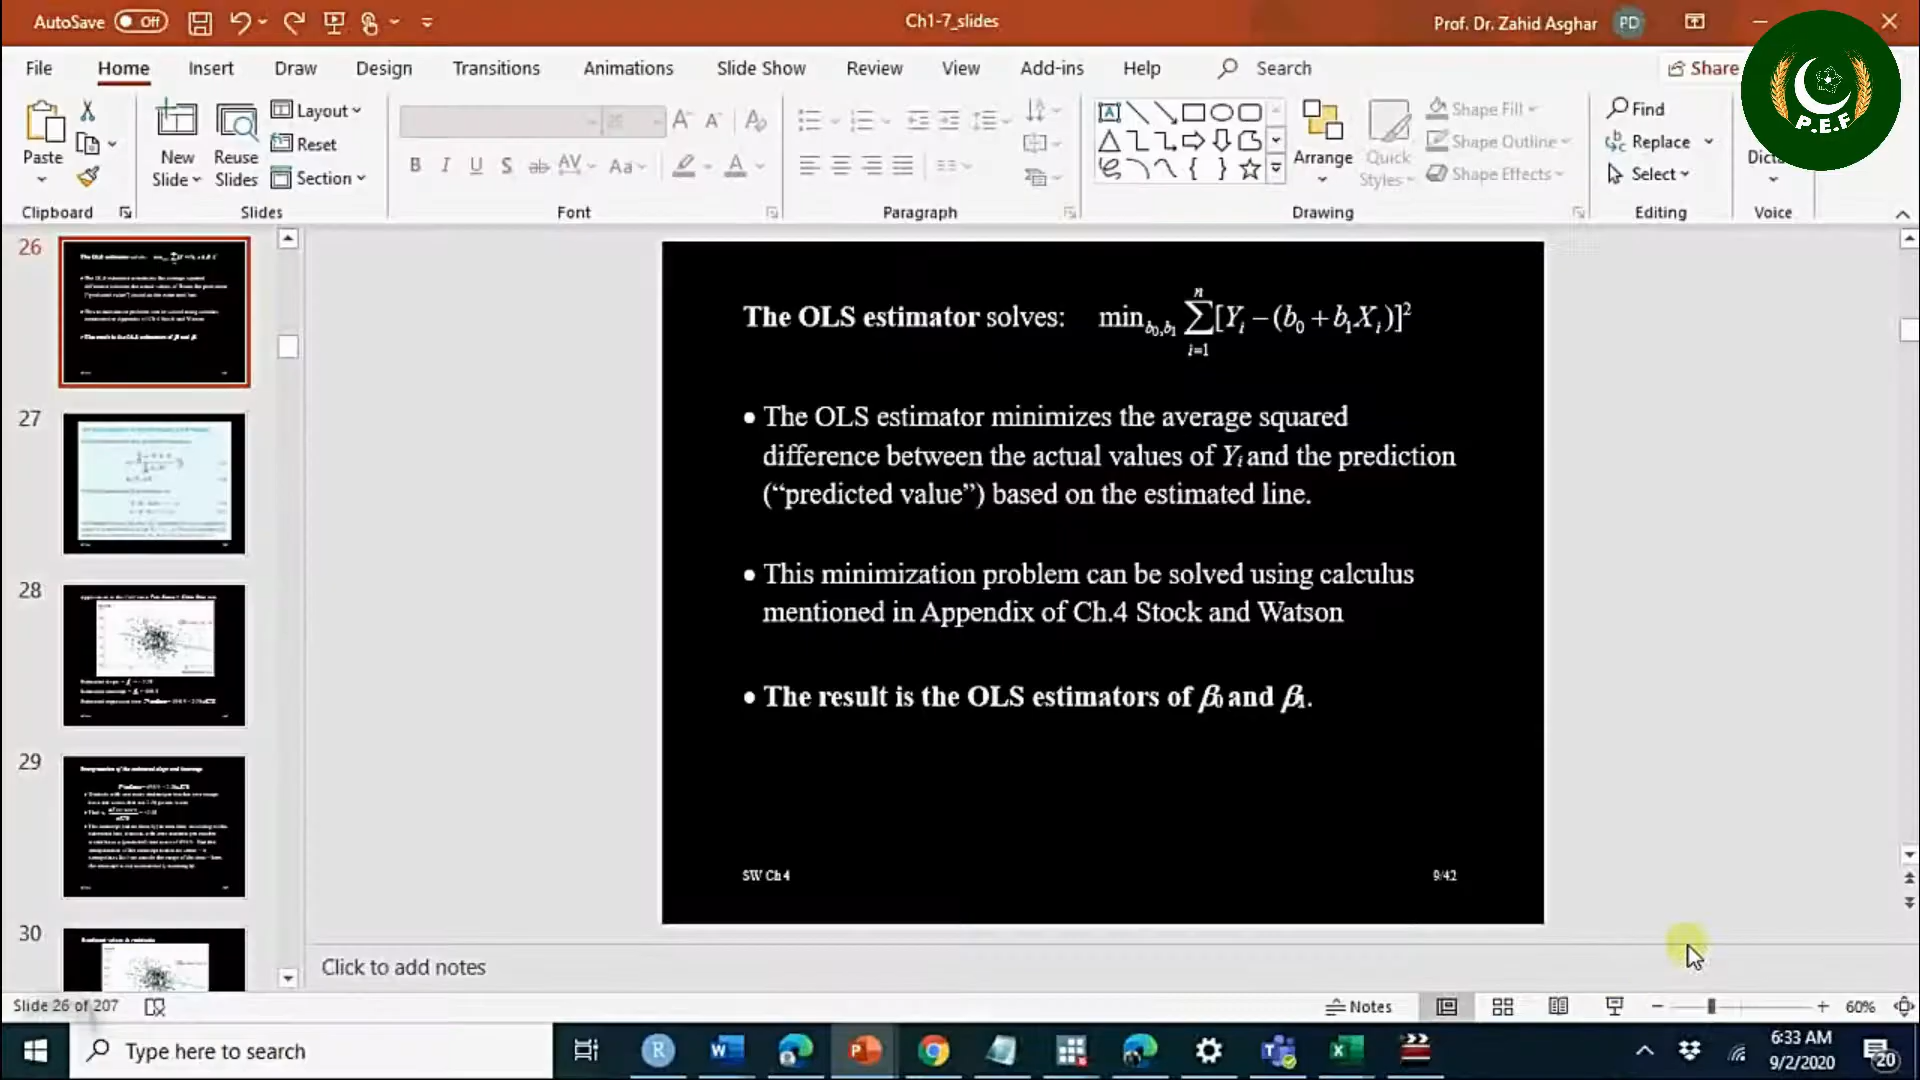 AutoSave Off
Ch1-7_slides
Prof. Dr. Zahid Asghar PD
File Home Insert Draw Design Transitions Animations Slide Show Review View Add-ins Help Search Share
P.E.F
Paste
New Slide
Reuse Slides
Layout
Reset
Section
B I U S ab AV Aa A
Arrange
Quick Styles
Shape Fill
Shape Outline
Shape Effects
Find
Replace
Select
Clipboard Slides Font Paragraph Drawing Editing Voice
26
27
28
29
30
The OLS estimator solves: min_{b₀,b₁} ∑_{i=1}^{n} [Y_i − (b₀ + b₁X_i)]²
• The OLS estimator minimizes the average squared
difference between the actual values of Y_i and the prediction
(“predicted value”) based on the estimated line.
• This minimization problem can be solved using calculus
mentioned in Appendix of Ch.4 Stock and Watson
• The result is the OLS estimators of β₀ and β₁.
SW Ch 4
9/42
Click to add notes
Slide 26 of 207
Notes
60%
Type here to search
6:33 AM
9/2/2020
20